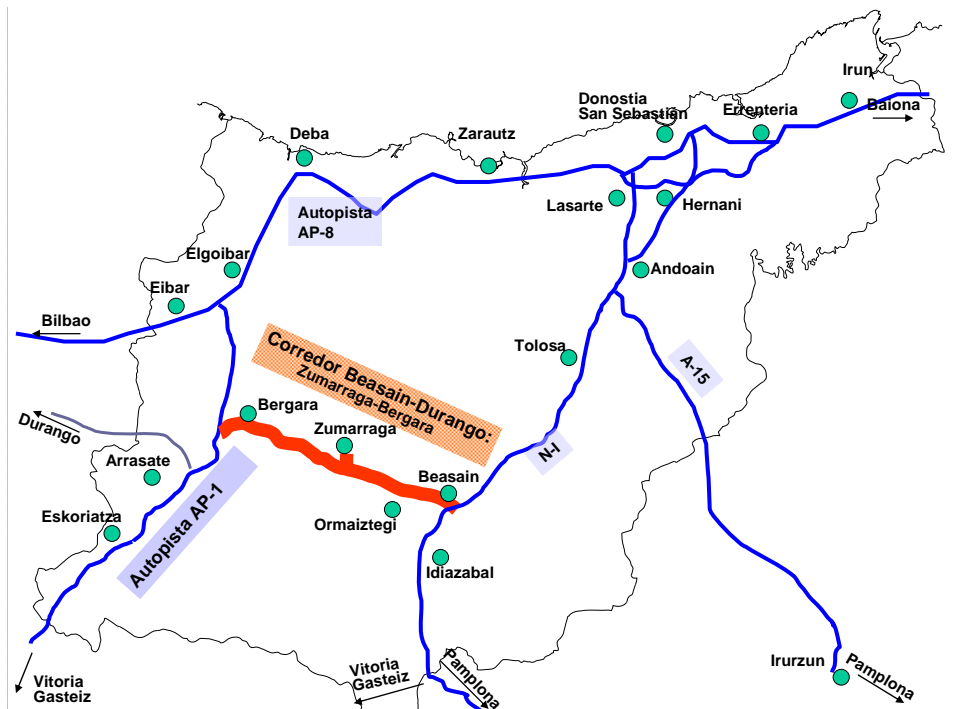 Irun
Baiona
Donostia
San Sebastián
Errenteria
Deba
Zarautz
Lasarte
Hernani
Autopista
AP-8
Elgoibar
Andoain
Eibar
Bilbao
Corredor Beasain-Durango:
Zumarraga-Bergara
Tolosa
A-15
Bergara
Durango
Zumarraga
N-I
Arrasate
Beasain
Autopista AP-1
Eskoriatza
Ormaiztegi
Idiazabal
Vitoria
Gasteiz
Vitoria
Gasteiz
Pamplona
Irurzun
Pamplona